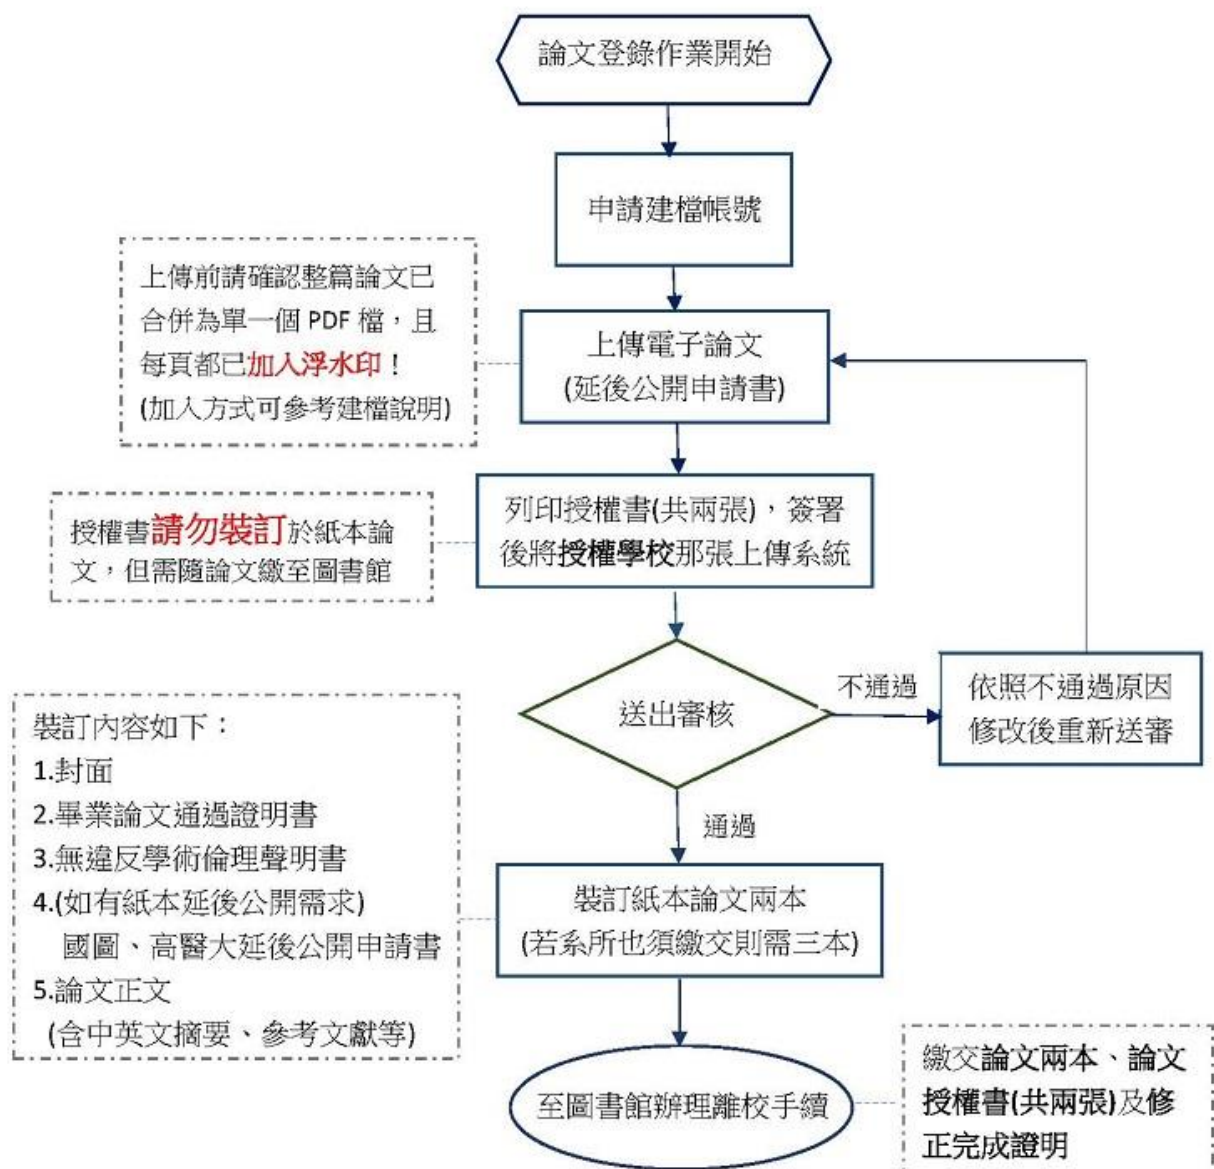 論文登錄作業開始
申請建檔帳號
上傳前請確認整篇論文已
合併為單一個 PDF 檔，且
每頁都已加入浮水印！
(加入方式可參考建檔說明)
上傳電子論文
(延後公開申請書)
授權書請勿裝訂於紙本論
文，但需隨論文繳至圖書館
列印授權書(共兩張)，簽署
後將授權學校那張上傳系統
送出審核
不通過
依照不通過原因
修改後重新送審
通過
裝訂內容如下：
1.封面
2.畢業論文通過證明書
3.無違反學術倫理聲明書
4.(如有紙本延後公開需求)
國圖、高醫大延後公開申請書
5.論文正文
(含中英文摘要、參考文獻等)
裝訂紙本論文兩本
(若系所也須繳交則需三本)
至圖書館辦理離校手續
繳交論文兩本、論文
授權書(共兩張)及修
正完成證明